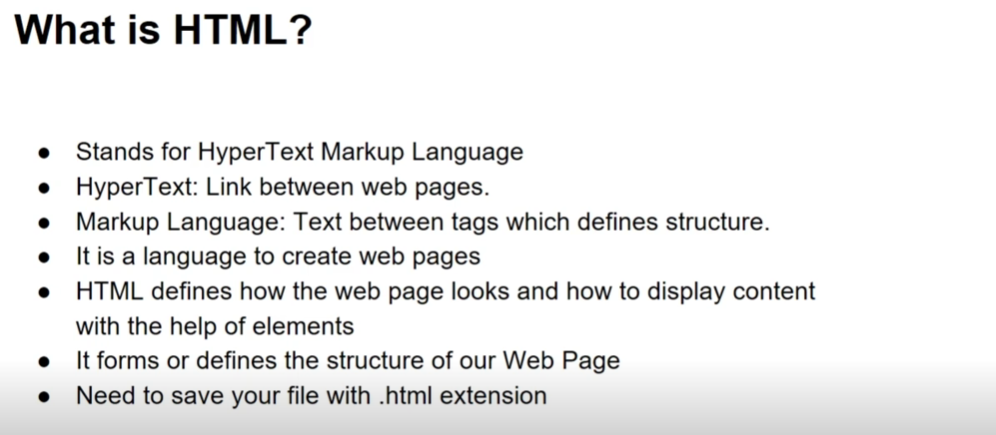 What is HTML?
● Stands for HyperText Markup Language
● HyperText: Link between web pages.
● Markup Language: Text between tags which defines structure.
● It is a language to create web pages
● HTML defines how the web page looks and how to display content
with the help of elements
● It forms or defines the structure of our Web Page
● Need to save your file with .html extension